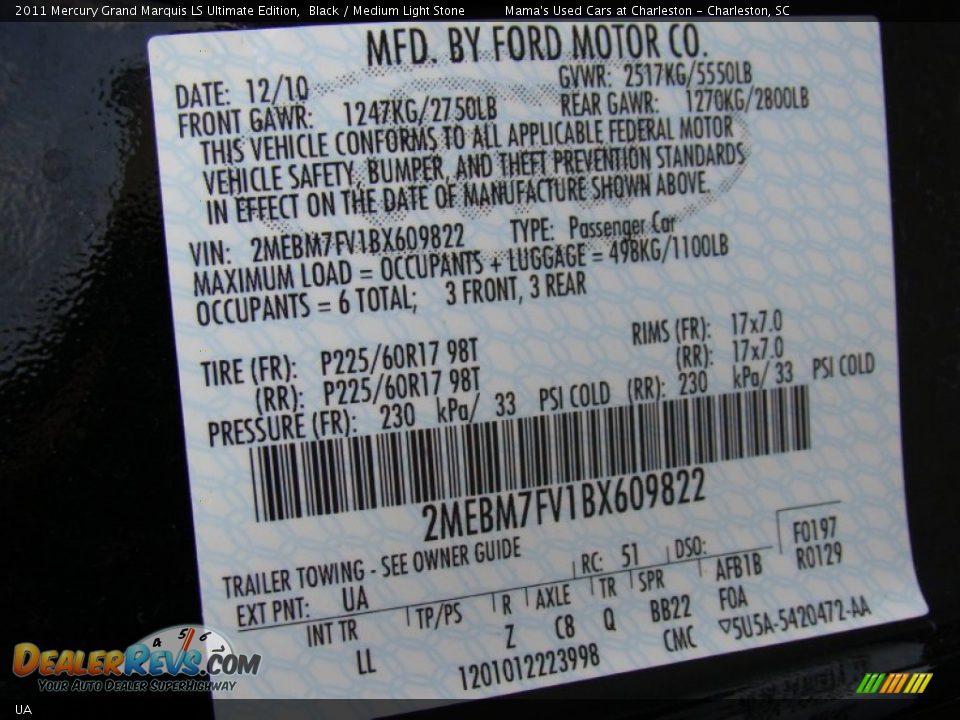 2011 Mercury Grand Marquis LS Ultimate Edition, Black / Medium Light Stone Mama's Used Cars at Charleston - Charleston, SC
MFD. BY FORD MOTOR CO.
DATE: 12/10 GVWR: 2517KG/5550LB
FRONT GAWR: 1247KG/2750LB REAR GAWR: 1270KG/2800LB
THIS VEHICLE CONFORMS TO ALL APPLICABLE FEDERAL MOTOR
VEHICLE SAFETY, BUMPER, AND THEFT PREVENTION STANDARDS
IN EFFECT ON THE DATE OF MANUFACTURE SHOWN ABOVE.
VIN: 2MEBM7FV1BX609822 TYPE: Passenger Car
MAXIMUM LOAD = OCCUPANTS + LUGGAGE = 498KG/1100LB
OCCUPANTS = 6 TOTAL; 3 FRONT, 3 REAR
TIRE (FR): P225/60R17 98T RIMS (FR): 17x7.0
(RR): P225/60R17 98T (RR): 17x7.0
PRESSURE (FR): 230 kPa/ 33 PSI COLD (RR): 230 kPa/ 33 PSI COLD
2MEBM7FV1BX609822
TRAILER TOWING - SEE OWNER GUIDE RC: 51 DSO: F0197
EXT PNT: UA R0129
INT TR TP/PS R AXLE TR SPR AFB1B
LL Z C8 Q BB22 FOA
1201012223998 CMC ▽5U5A-5420472-AA
4 5 6
DEALERREVS.COM
YOUR AUTO DEALER SUPERHIGHWAY
UA